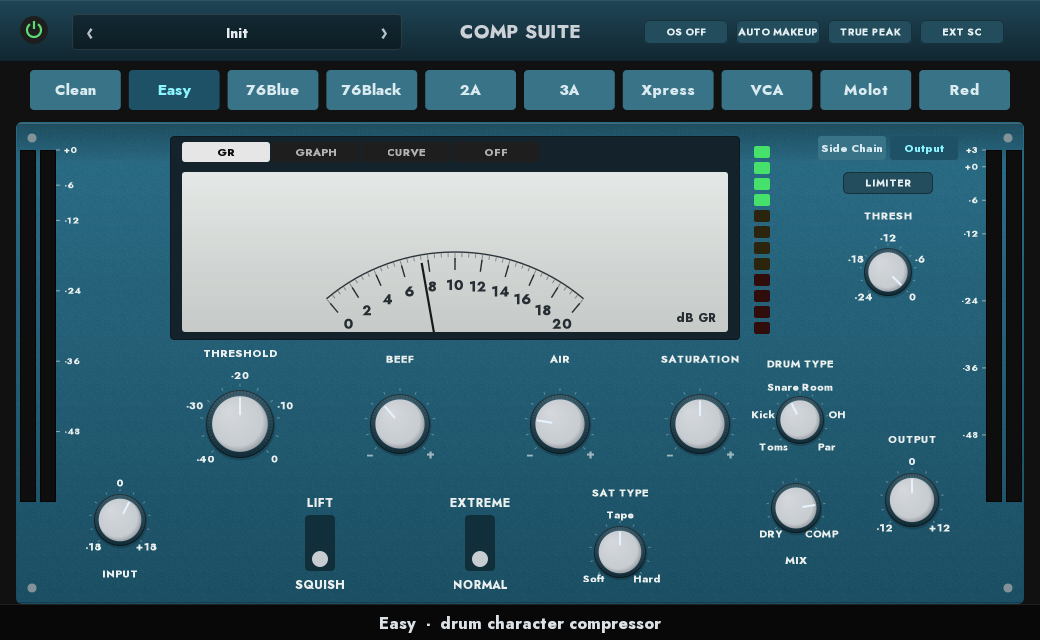 ‹ Init › COMP SUITE OS OFF AUTO MAKEUP TRUE PEAK EXT SC
Clean Easy 76Blue 76Black 2A 3A Xpress VCA Molot Red
GR GRAPH CURVE OFF
Side Chain Output
LIMITER
THRESH
-12
-18 -6
-24 0
+0
-6
-12
-24
-36
-48
0 2 4 6 8 10 12 14 16 18 20
dB GR
+3
+0
-6
-12
-24
-36
-48
THRESHOLD
-20
-30 -10
-40 0
BEEF
- +
AIR
- +
SATURATION
- +
DRUM TYPE
Snare Room
Kick OH
Toms Par
OUTPUT
0
-12 +12
0
-18 +18
INPUT
LIFT
SQUISH
EXTREME
NORMAL
SAT TYPE
Tape
Soft Hard
DRY COMP
MIX
Easy · drum character compressor